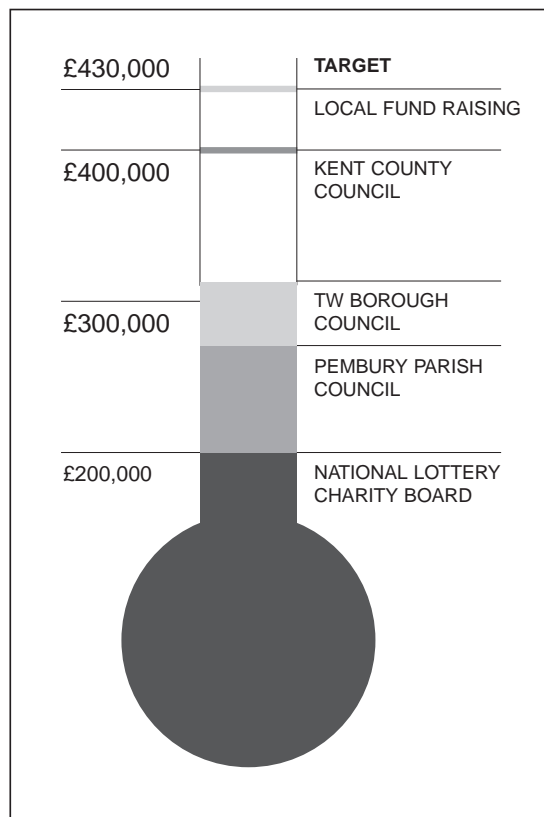 £430,000
TARGET
LOCAL FUND RAISING
£400,000
KENT COUNTY
COUNCIL
£300,000
TW BOROUGH
COUNCIL
PEMBURY PARISH
COUNCIL
£200,000
NATIONAL LOTTERY
CHARITY BOARD